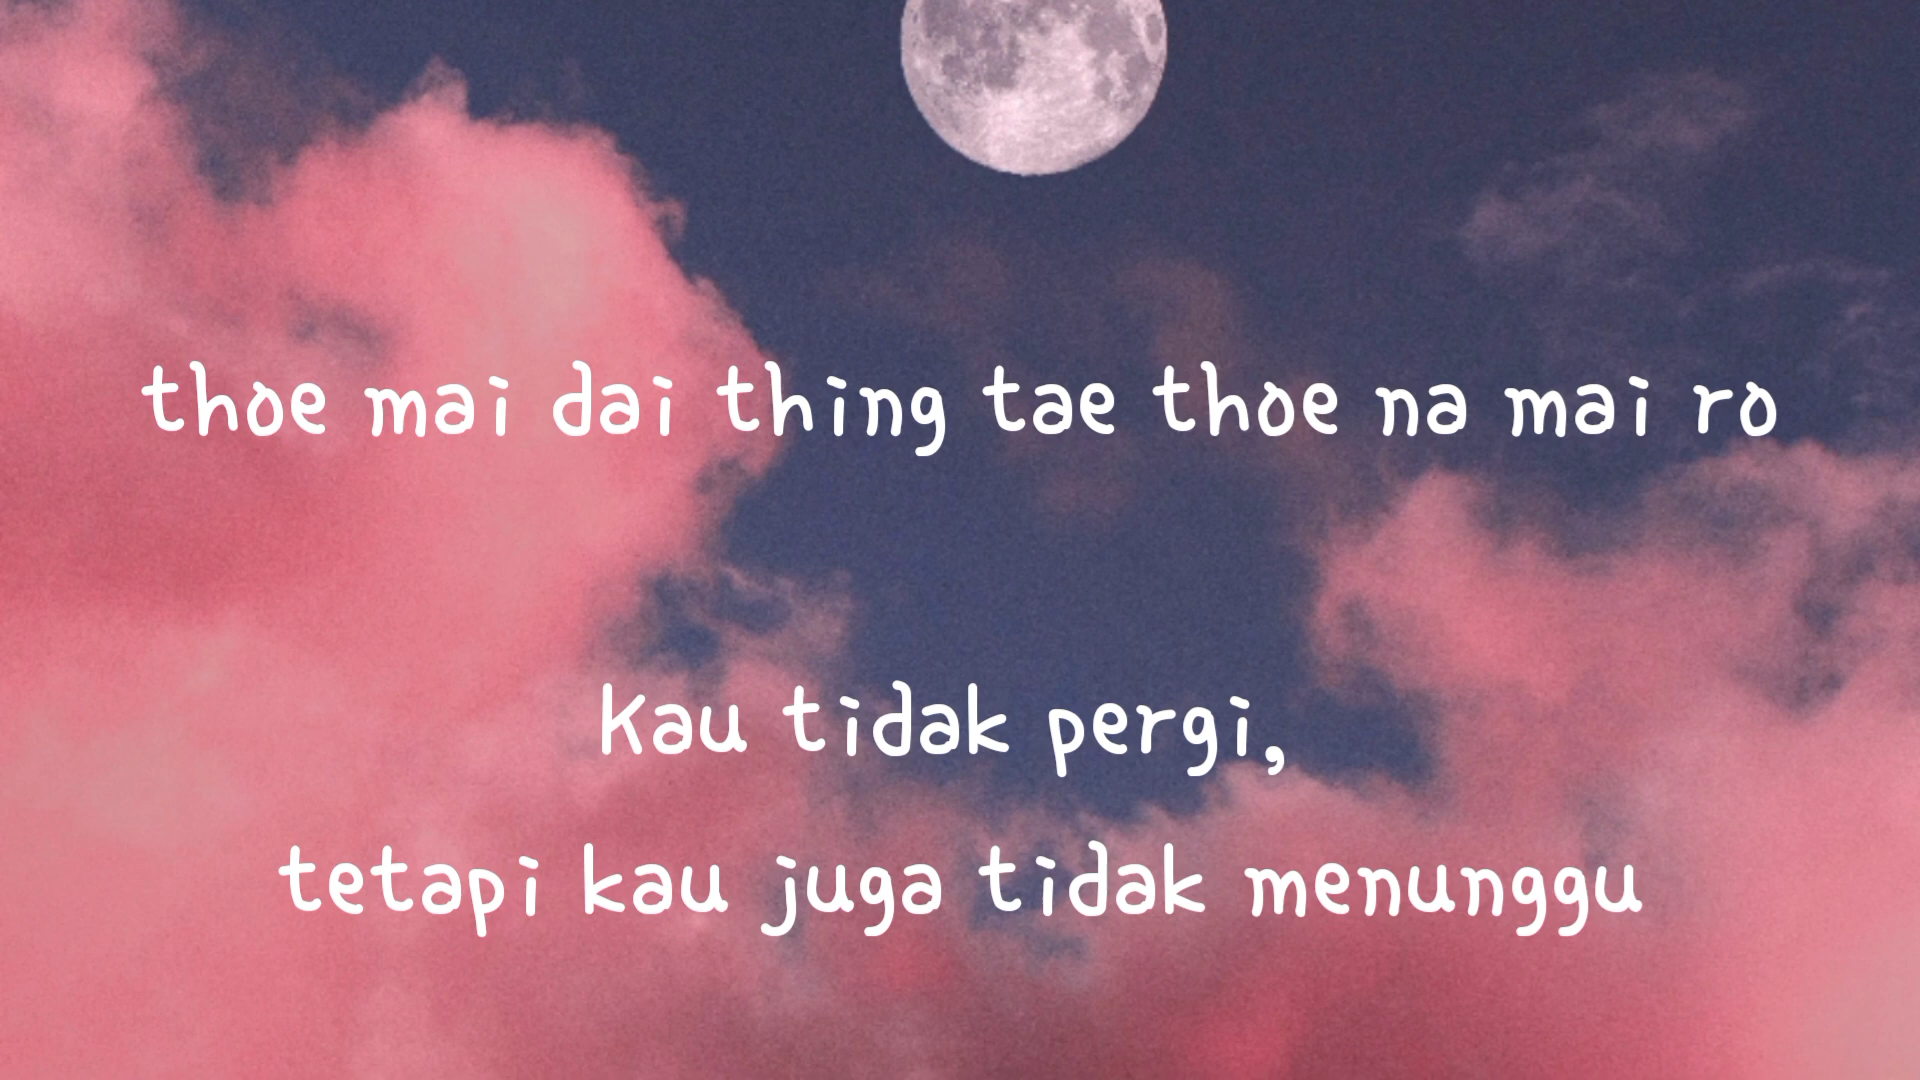 thoe mai dai thing tae thoe na mai ro
kau tidak pergi,
tetapi kau juga tidak menunggu